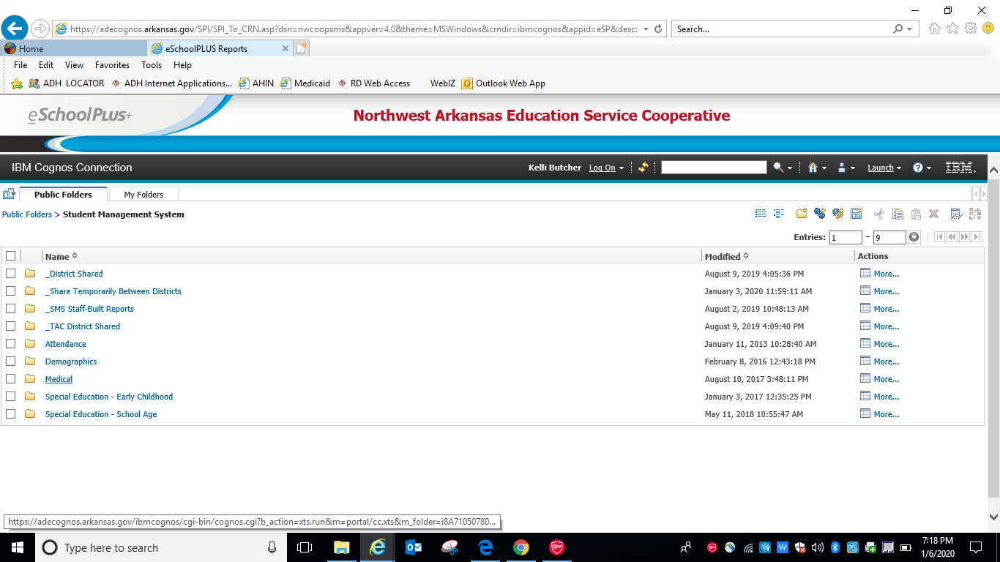 https://adecognos.arkansas.gov/SPI/SPI_To_CRN.asp?dsn=nwcoopsms&appver=4.0&theme=MSWindows&crndir=ibmcognos&appid=eSP&desc=
Search...
Home
eSchoolPLUS Reports
File Edit View Favorites Tools Help
ADH LOCATOR ADH Internet Applications... AHIN Medicaid RD Web Access WebIZ Outlook Web App
eSchoolPLUS+
Northwest Arkansas Education Service Cooperative
IBM Cognos Connection
Kelli Butcher Log On Launch IBM.
Public Folders My Folders
Public Folders > Student Management System
Entries: 1 - 9
Name Modified Actions
_District Shared August 9, 2019 4:05:36 PM More...
_Share Temporarily Between Districts January 3, 2020 11:59:11 AM More...
_SMS Staff-Built Reports August 2, 2019 10:48:13 AM More...
_TAC District Shared August 9, 2019 4:09:40 PM More...
Attendance January 11, 2013 10:28:40 AM More...
Demographics February 8, 2016 12:43:18 PM More...
Medical August 10, 2017 3:48:11 PM More...
Special Education - Early Childhood January 3, 2017 12:35:25 PM More...
Special Education - School Age May 11, 2018 10:55:47 AM More...
https://adecognos.arkansas.gov/ibmcognos/cgi-bin/cognos.cgi?b_action=xts.run&m=portal/cc.xts&m_folder=i8A71050780...
Type here to search
7:18 PM
1/6/2020